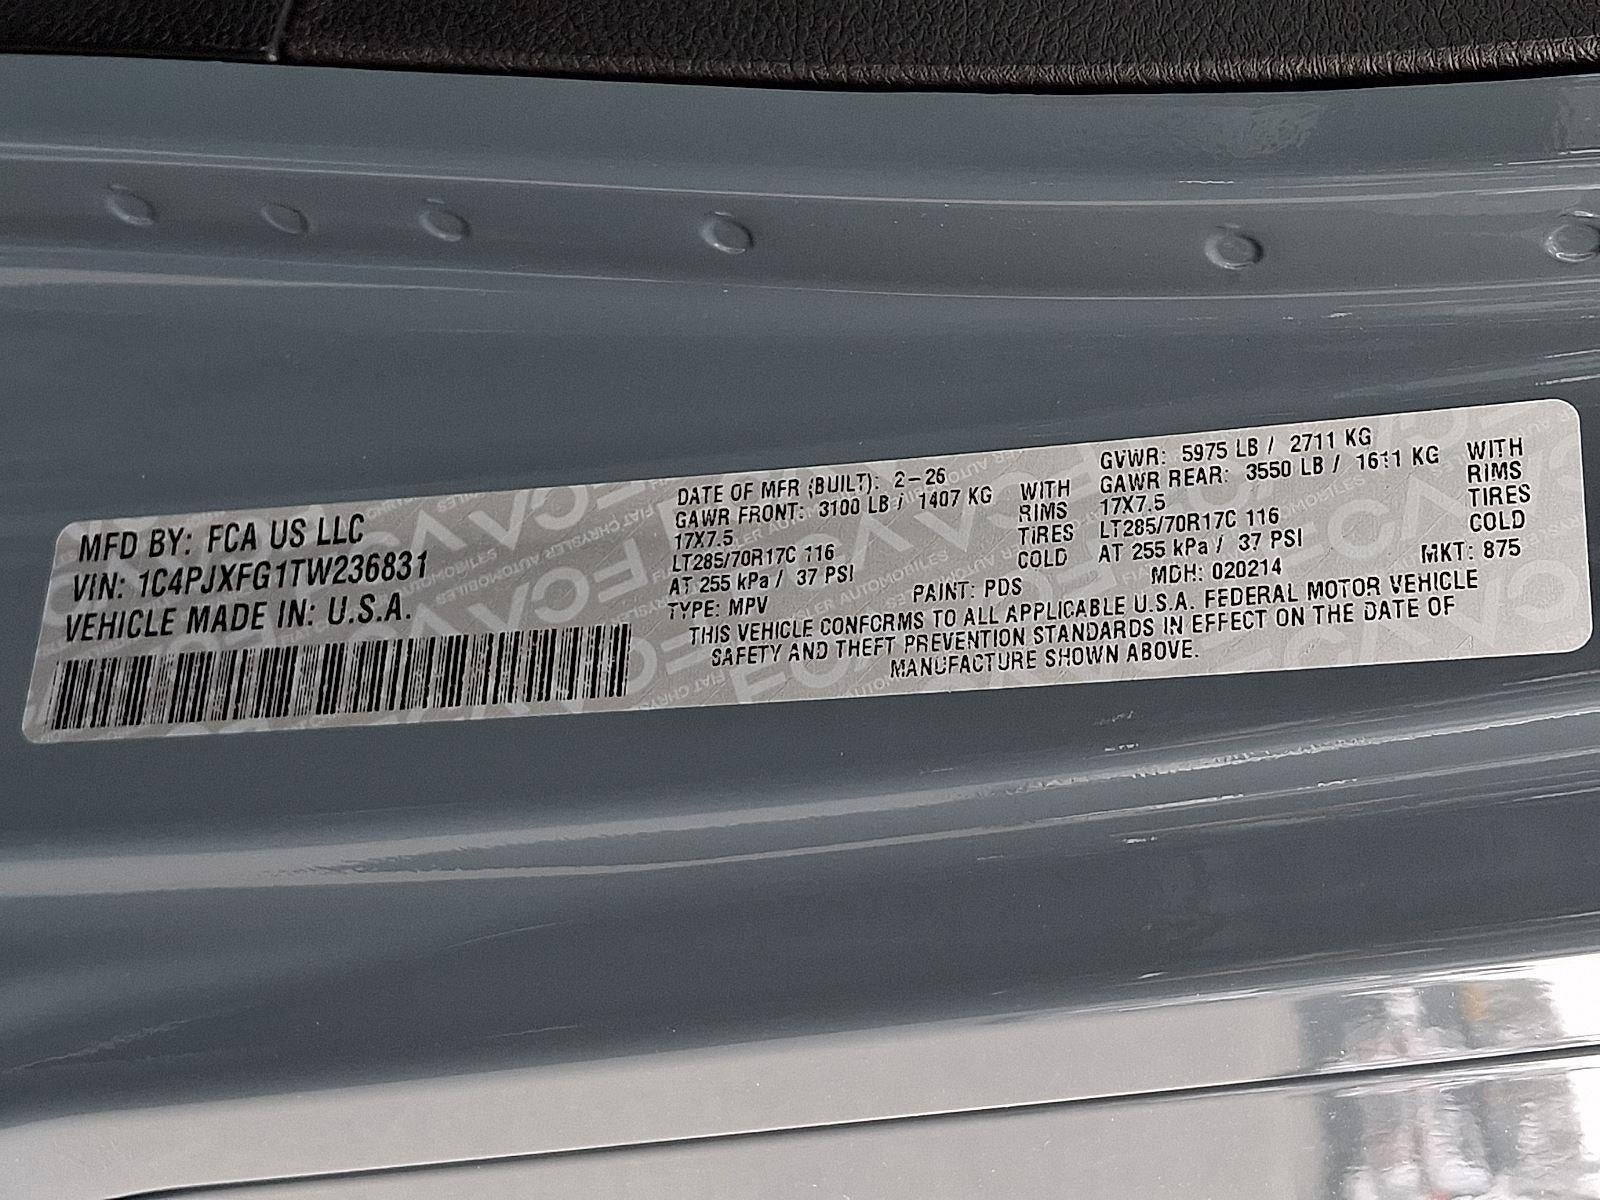 MFD BY: FCA US LLC
VIN: 1C4PJXFG1TW236831
VEHICLE MADE IN: U.S.A.
DATE OF MFR (BUILT): 2-26
GAWR FRONT: 3100 LB / 1407 KG WITH
17X7.5 RIMS
LT285/70R17C 116 TIRES
AT 255 kPa / 37 PSI COLD
TYPE: MPV PAINT: PDS
GVWR: 5975 LB / 2711 KG
GAWR REAR: 3550 LB / 1611 KG WITH
17X7.5 RIMS
LT285/70R17C 116 TIRES
AT 255 kPa / 37 PSI COLD
MDH: 020214 MKT: 875
THIS VEHICLE CONFORMS TO ALL APPLICABLE U.S.A. FEDERAL MOTOR VEHICLE
SAFETY AND THEFT PREVENTION STANDARDS IN EFFECT ON THE DATE OF
MANUFACTURE SHOWN ABOVE.